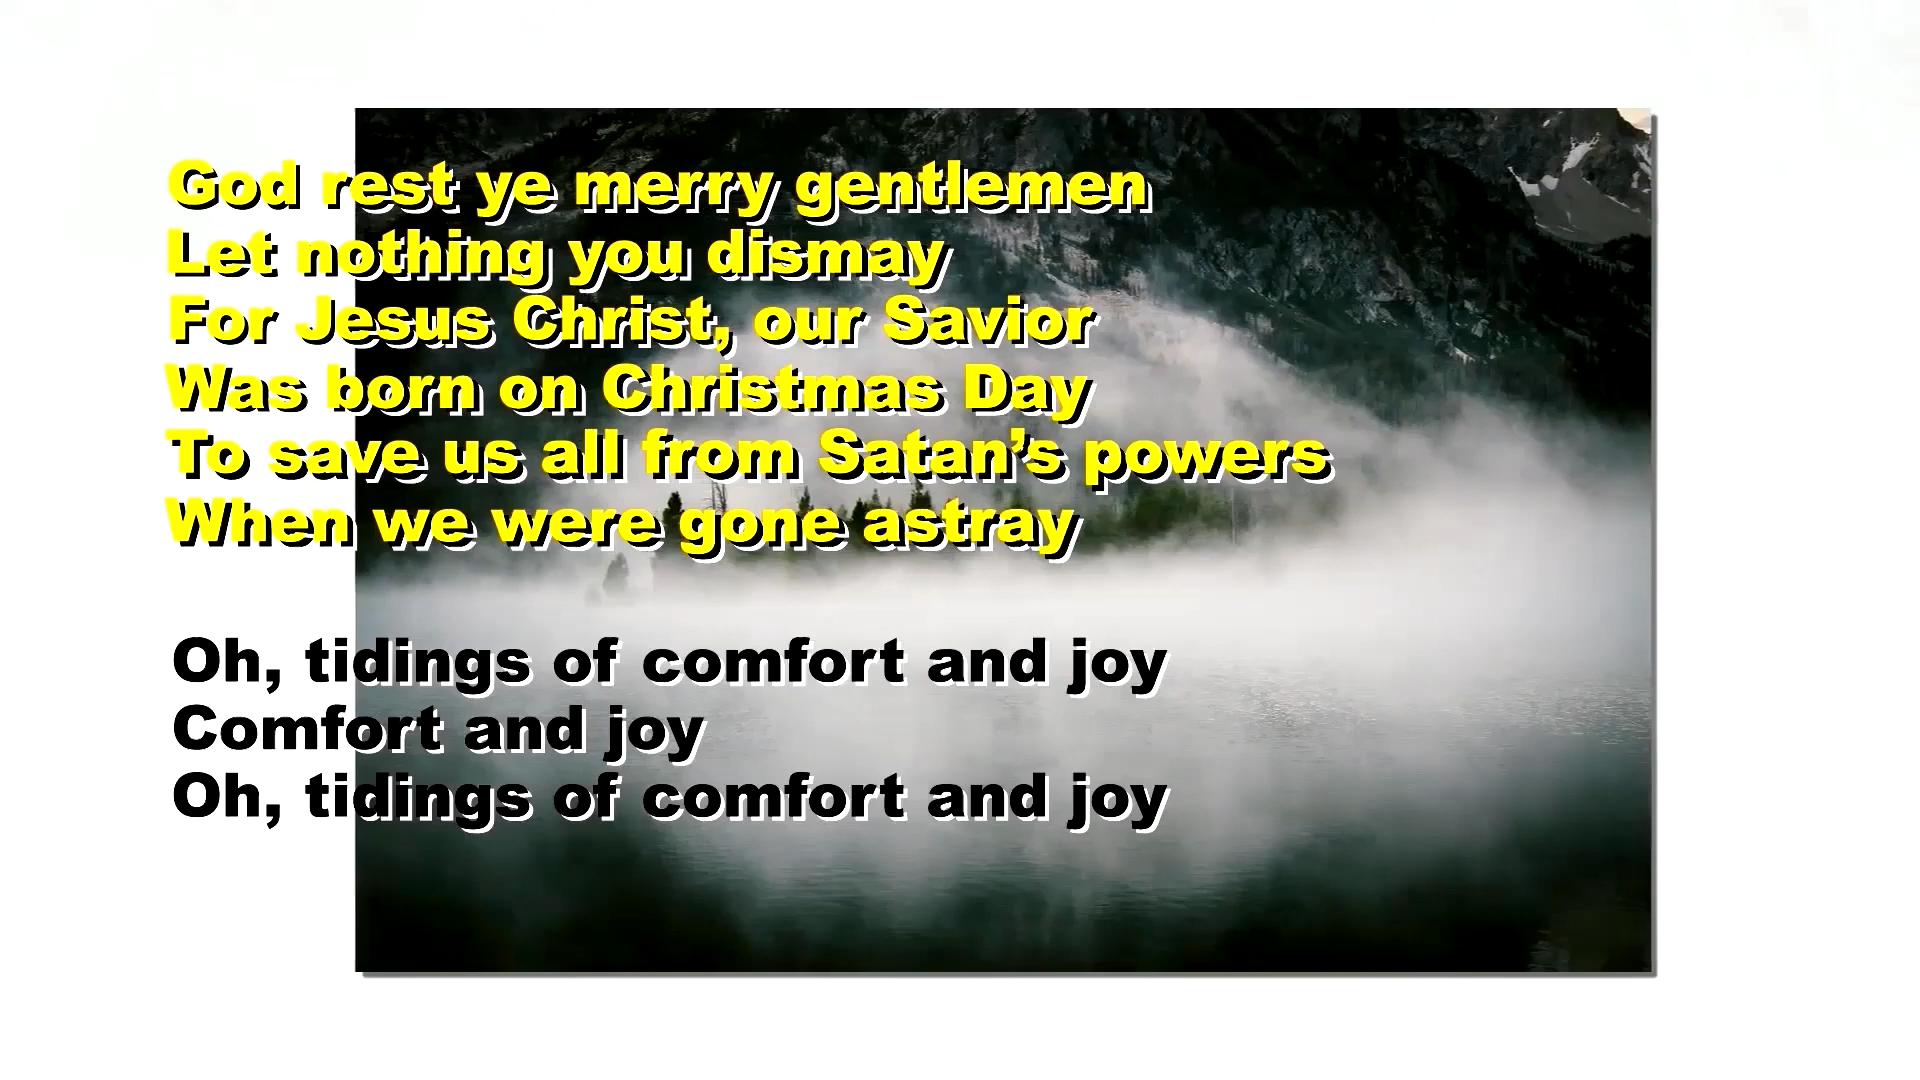 God rest ye merry gentlemen
Let nothing you dismay
For Jesus Christ, our Savior
Was born on Christmas Day
To save us all from Satan’s powers
When we were gone astray
Oh, tidings of comfort and joy
Comfort and joy
Oh, tidings of comfort and joy